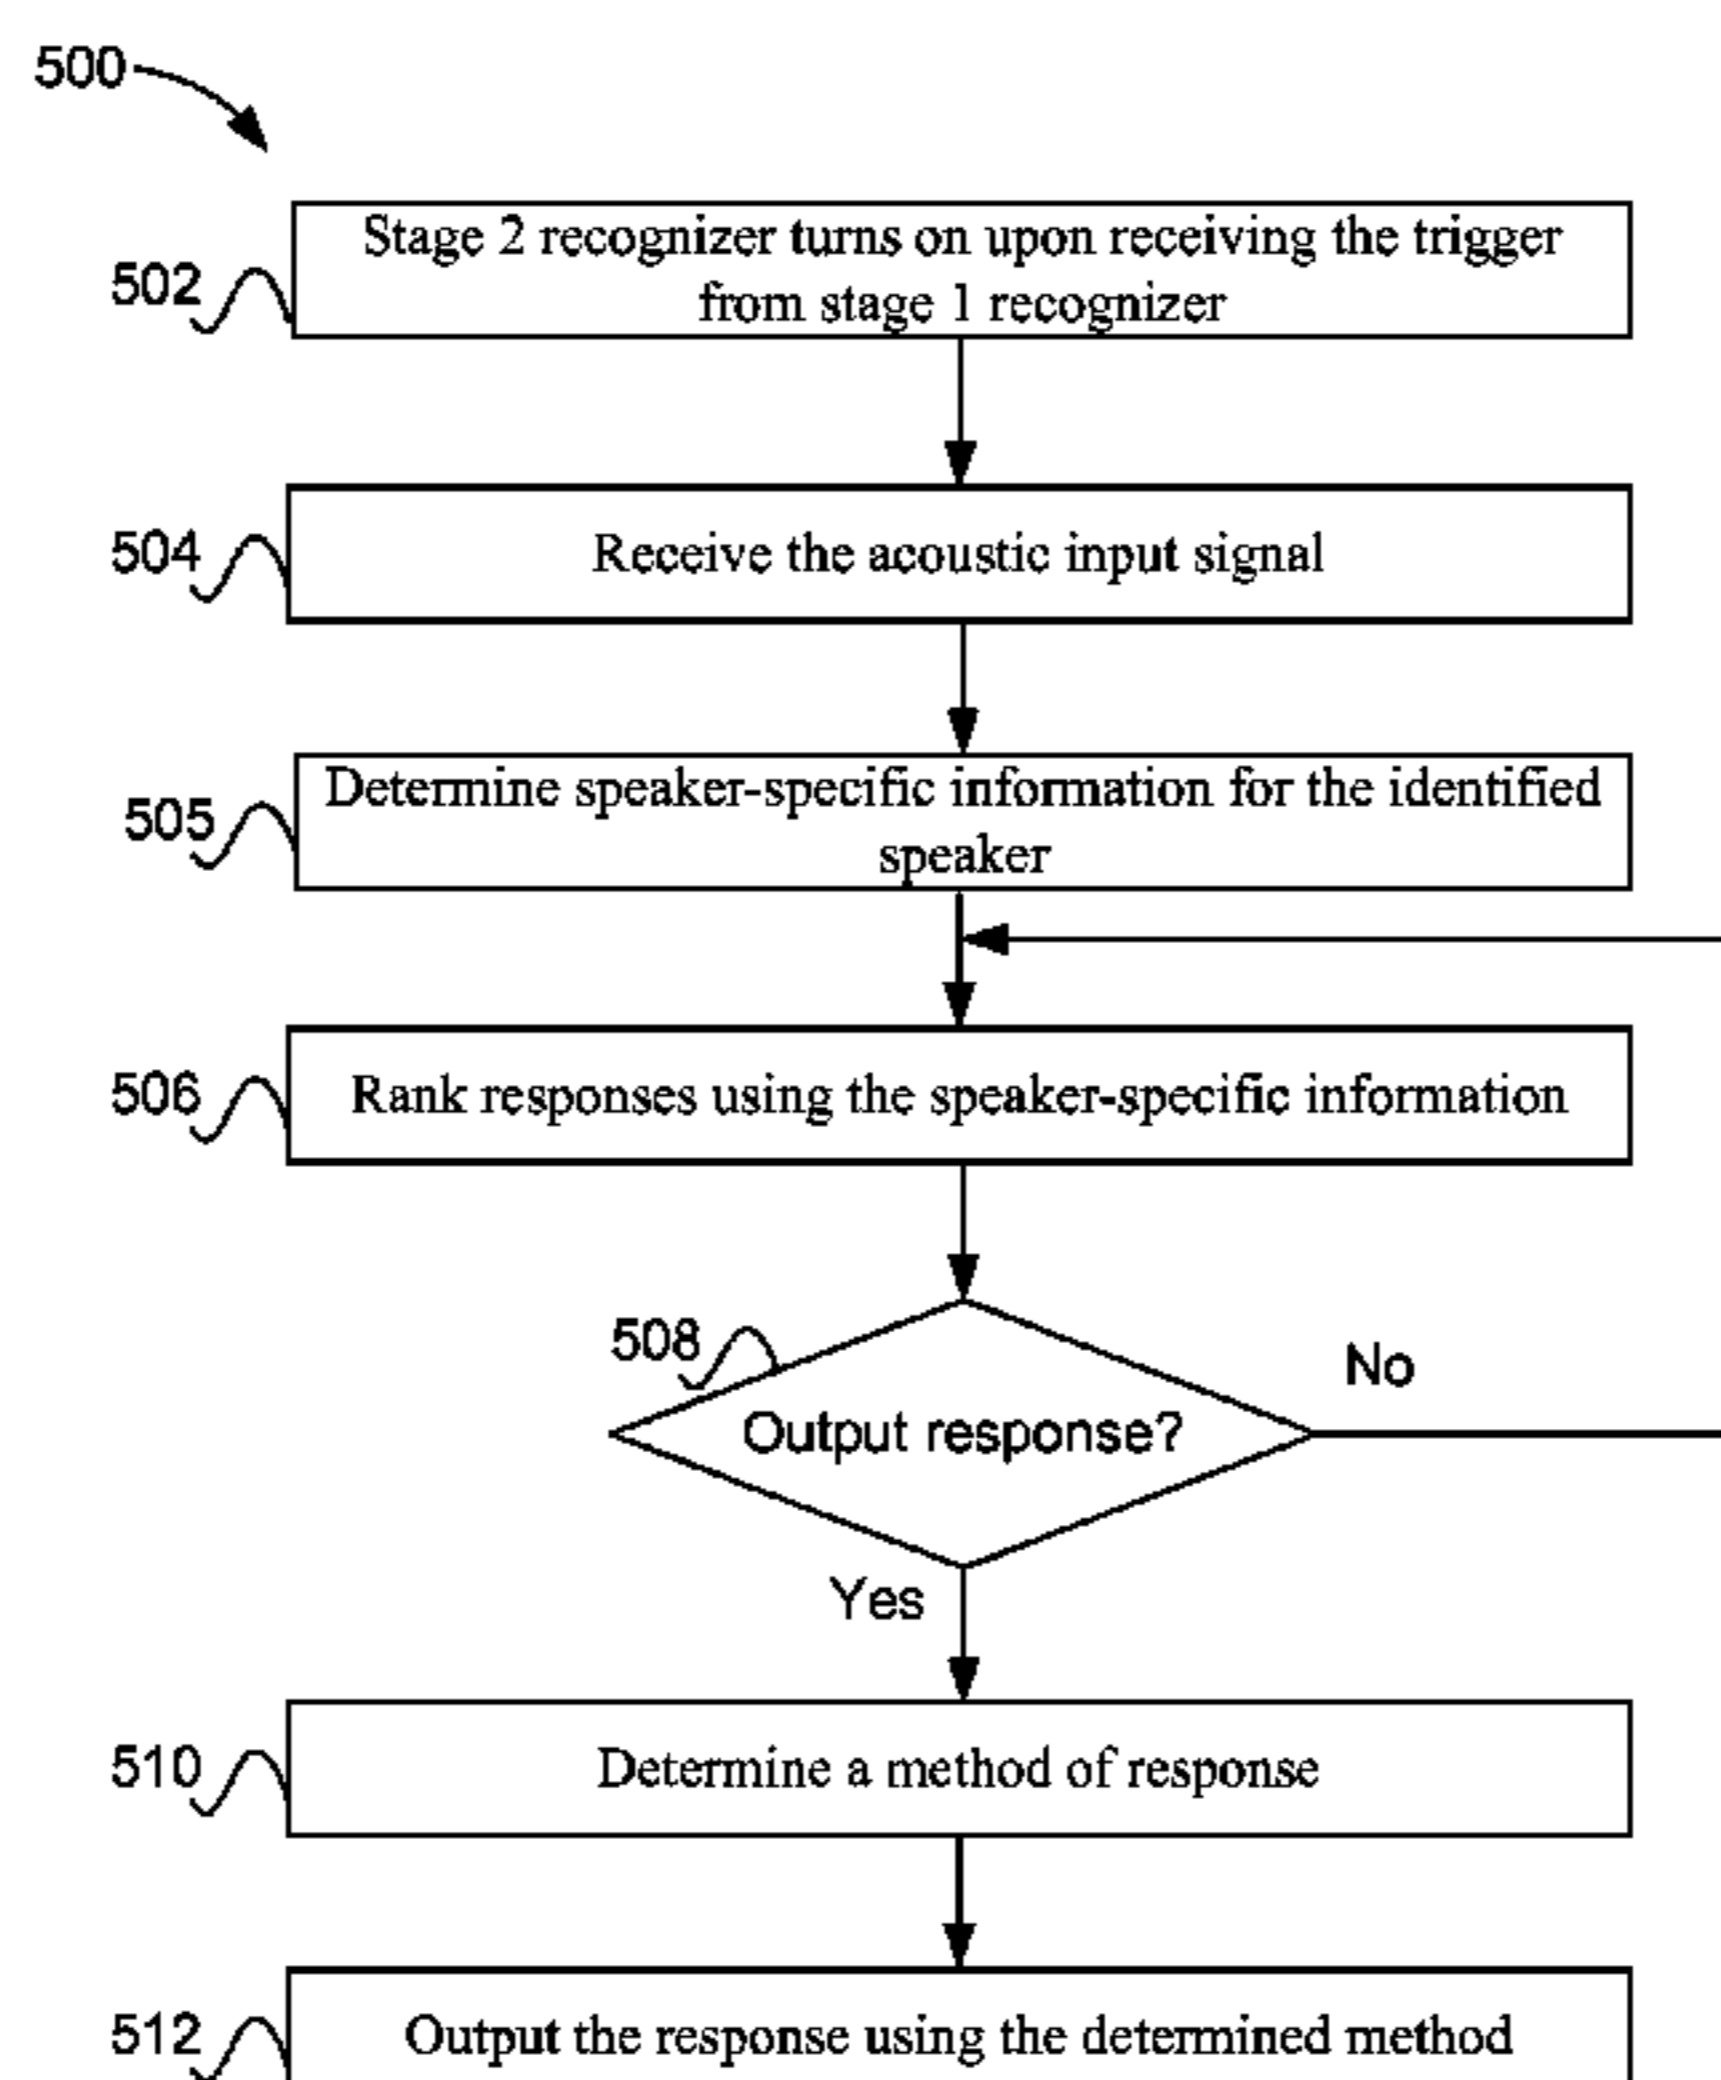 500
Stage 2 recognizer turns on upon receiving the trigger
from stage 1 recognizer
502
504
Receive the acoustic input signal
Determine speaker-specific information for the identified
speaker
505
506
Rank responses using the speaker-specific information
508
No
Output response?
Yes
510
Determine a method of response
512
Output the response using the determined method